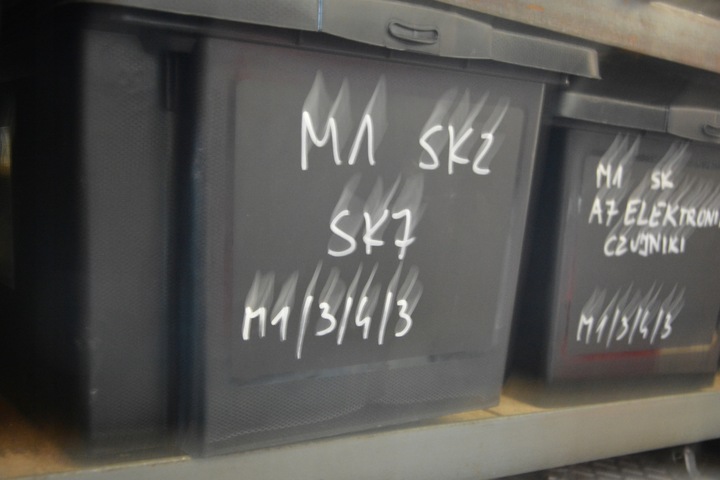 M1 SK2
SK7
M1/3/4/3
M1 SK
A7 ELEKTRONI
CZUJNIKI
M1/3/4/3